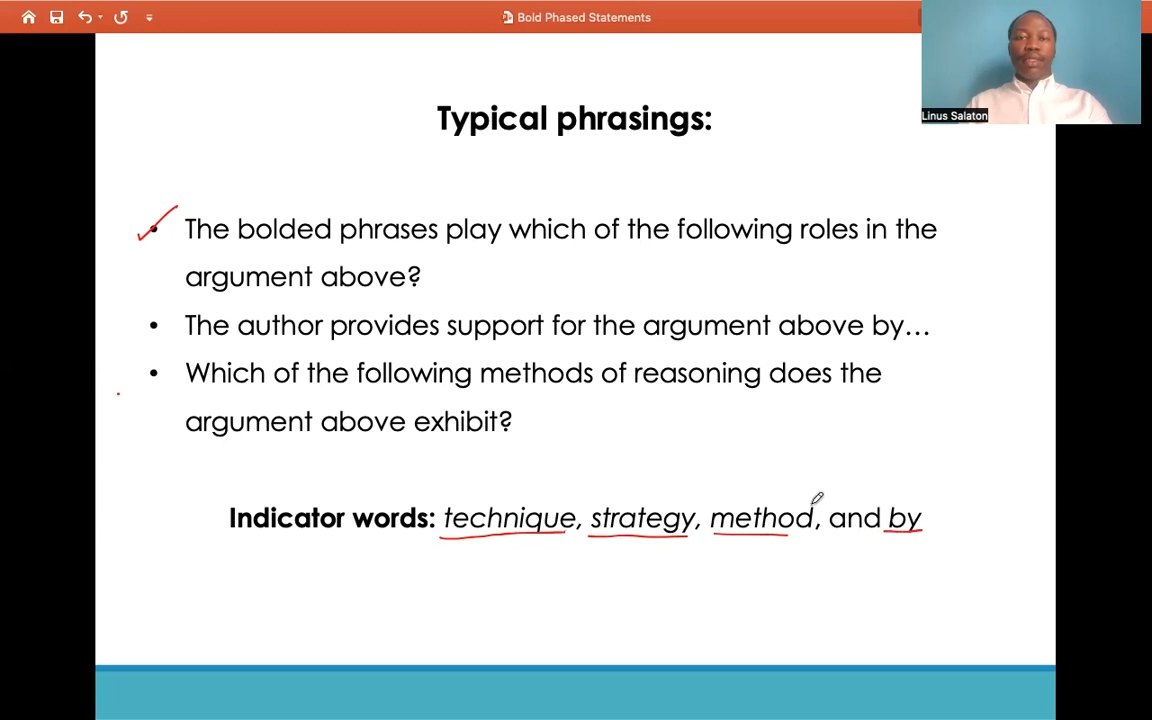 Bold Phased Statements
Linus Salaton
Typical phrasings:
• The bolded phrases play which of the following roles in the
argument above?
• The author provides support for the argument above by…
• Which of the following methods of reasoning does the
argument above exhibit?
Indicator words: technique, strategy, method, and by